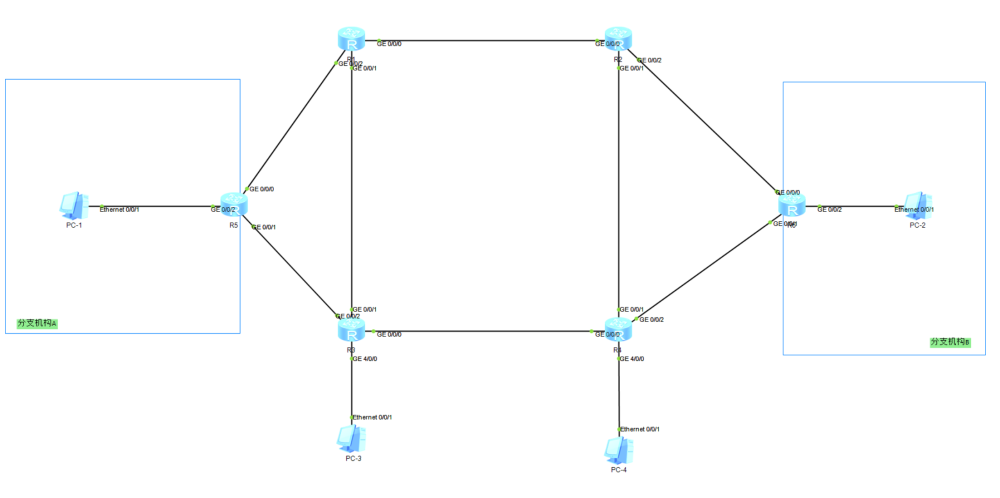 GE 0/0/0
R1
GE 0/0/2
GE 0/0/1
GE 0/0/0
R2
GE 0/0/2
GE 0/0/1
GE 0/0/0
Ethernet 0/0/1
PC-1
GE 0/0/2
R5
GE 0/0/1
GE 0/0/0
GE 0/0/2
GE 0/0/1
R6
Ethernet 0/0/1
PC-2
分支机构A
GE 0/0/1
GE 0/0/2
GE 0/0/0
R3
GE 4/0/0
GE 0/0/1
GE 0/0/2
GE 0/0/0
R4
GE 4/0/0
分支机构B
Ethernet 0/0/1
PC-3
Ethernet 0/0/1
PC-4